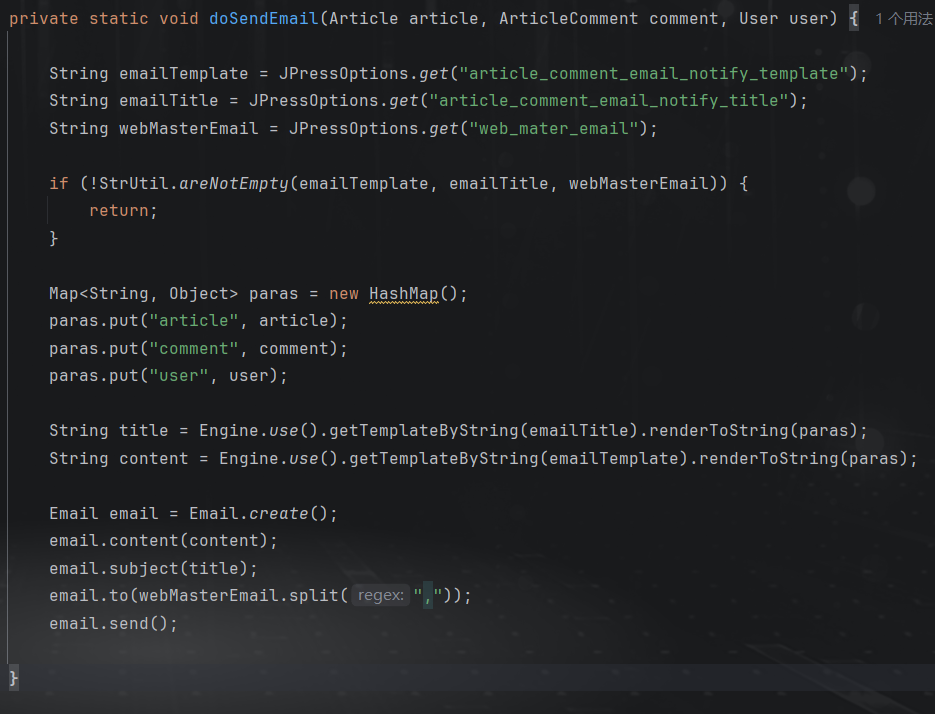 private static void doSendEmail(Article article, ArticleComment comment, User user) { 1个用法
String emailTemplate = JPressOptions.get("article_comment_email_notify_template");
String emailTitle = JPressOptions.get("article_comment_email_notify_title");
String webMasterEmail = JPressOptions.get("web_mater_email");
if (!StrUtil.areNotEmpty(emailTemplate, emailTitle, webMasterEmail)) {
return;
}
Map<String, Object> paras = new HashMap();
paras.put("article", article);
paras.put("comment", comment);
paras.put("user", user);
String title = Engine.use().getTemplateByString(emailTitle).renderToString(paras);
String content = Engine.use().getTemplateByString(emailTemplate).renderToString(paras);
Email email = Email.create();
email.content(content);
email.subject(title);
email.to(webMasterEmail.split( regex: ","));
email.send();
}